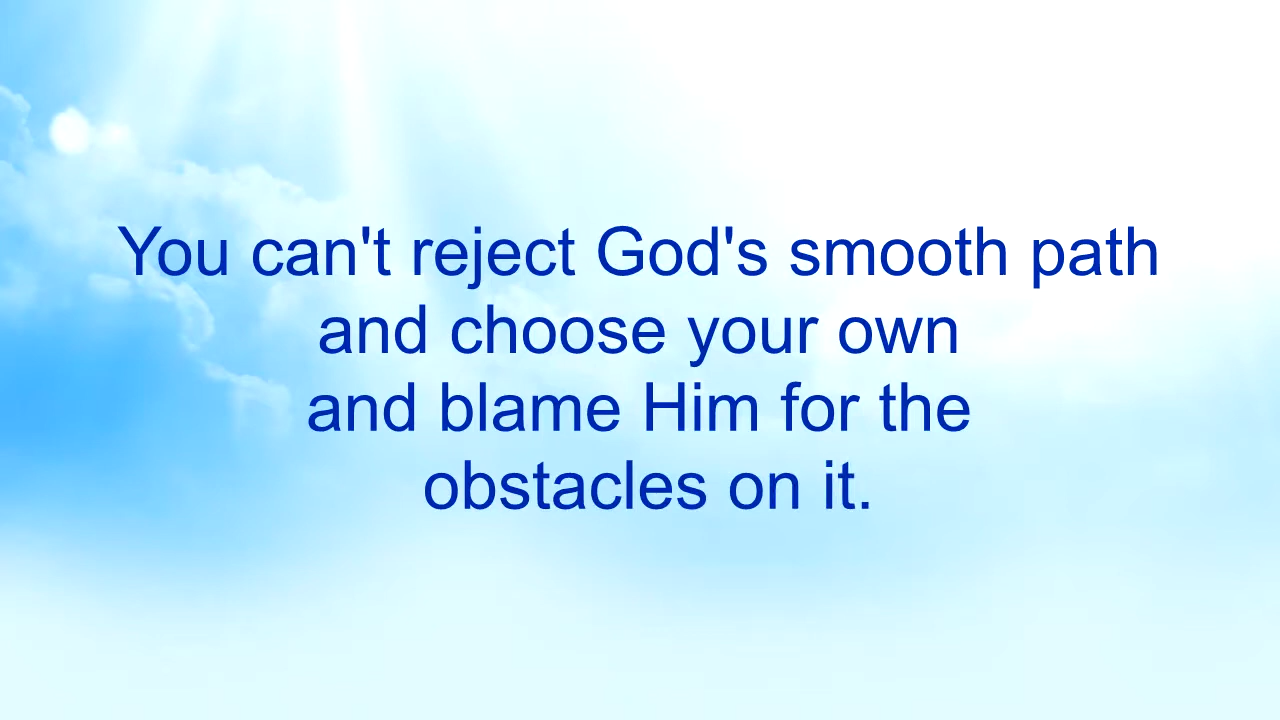 You can't reject God's smooth path
and choose your own
and blame Him for the
obstacles on it.